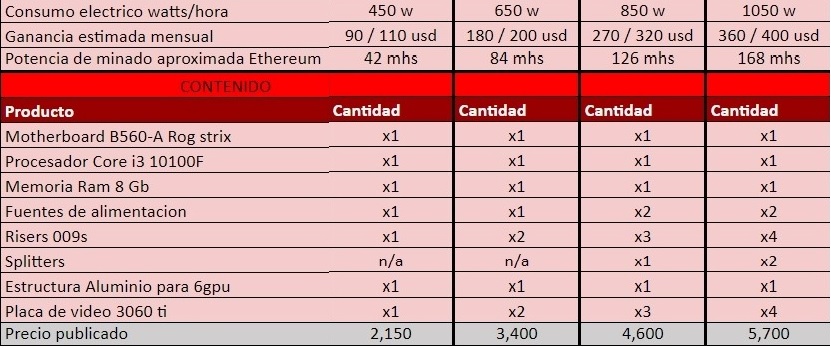 Consumo electrico watts/hora 450 w 650 w 850 w 1050 w
Ganancia estimada mensual 90 / 110 usd 180 / 200 usd 270 / 320 usd 360 / 400 usd
Potencia de minado aproximada Ethereum 42 mhs 84 mhs 126 mhs 168 mhs
CONTENIDO
Producto Cantidad Cantidad Cantidad Cantidad
Motherboard B560-A Rog strix x1 x1 x1 x1
Procesador Core i3 10100F x1 x1 x1 x1
Memoria Ram 8 Gb x1 x1 x1 x1
Fuentes de alimentacion x1 x1 x2 x2
Risers 009s x1 x2 x3 x4
Splitters n/a n/a x1 x2
Estructura Aluminio para 6gpu x1 x1 x1 x1
Placa de video 3060 ti x1 x2 x3 x4
Precio publicado 2,150 3,400 4,600 5,700